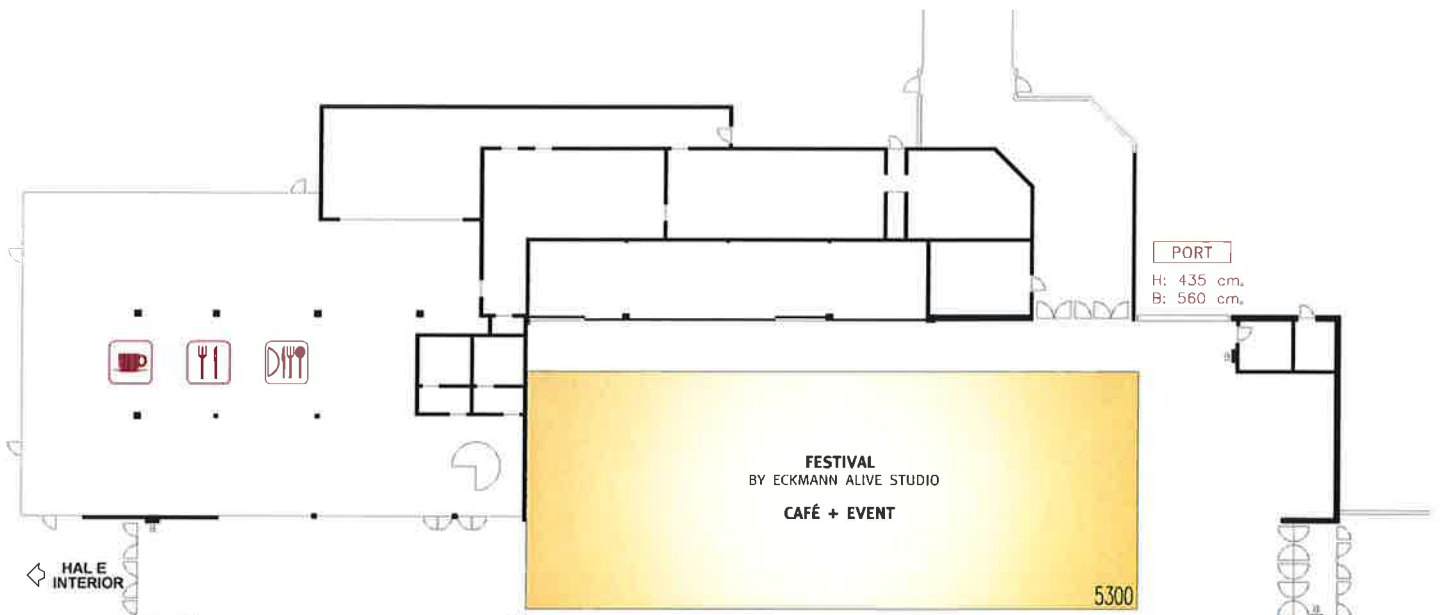 PORT
H: 435 cm.
B: 560 cm.
FESTIVAL
BY ECKMANN ALIVE STUDIO
CAFÉ + EVENT
HAL E
INTERIOR
5300